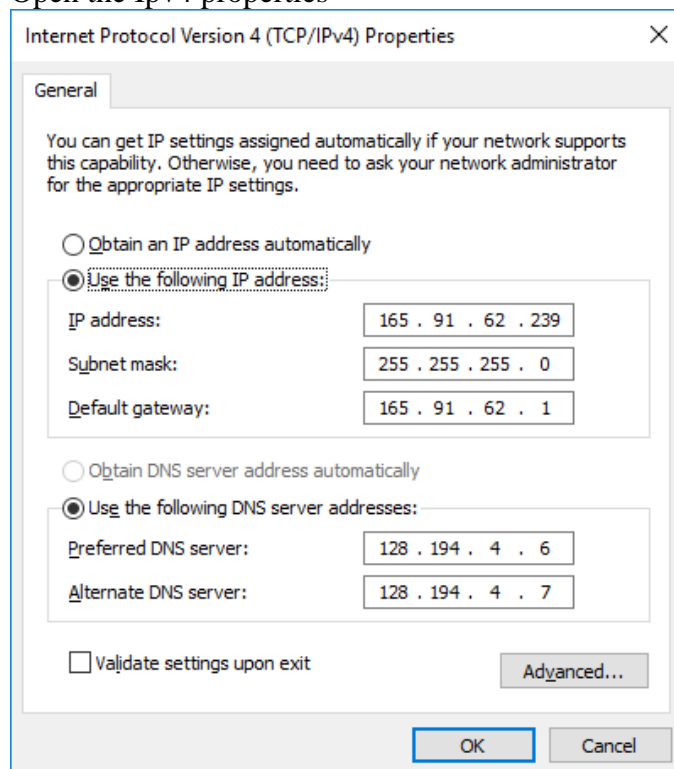 Open the Ipv4 properties
Internet Protocol Version 4 (TCP/IPv4) Properties
General
You can get IP settings assigned automatically if your network supports
this capability. Otherwise, you need to ask your network administrator
for the appropriate IP settings.
Obtain an IP address automatically
Use the following IP address:
IP address: 165 . 91 . 62 . 239
Subnet mask: 255 . 255 . 255 . 0
Default gateway: 165 . 91 . 62 . 1
Obtain DNS server address automatically
Use the following DNS server addresses:
Preferred DNS server: 128 . 194 . 4 . 6
Alternate DNS server: 128 . 194 . 4 . 7
Validate settings upon exit
Advanced...
OK Cancel